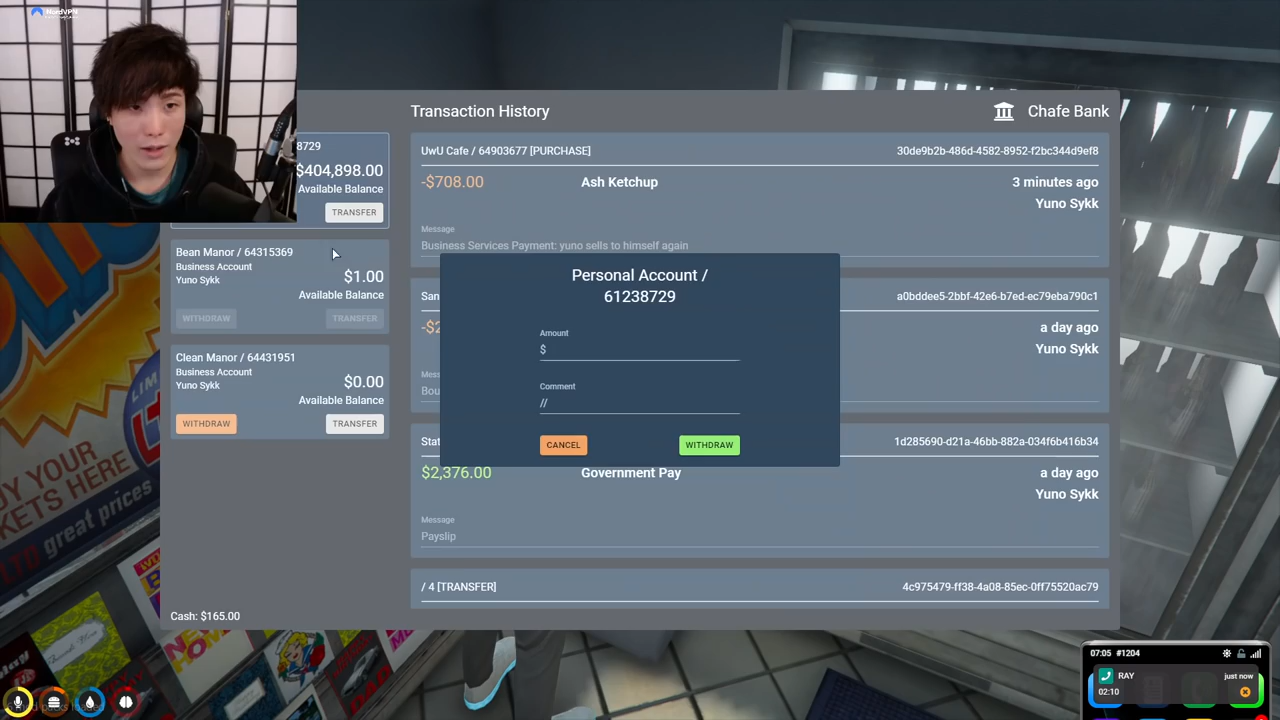 NordVPN
Transaction History
Chafe Bank
8729
$404,898.00
Available Balance
TRANSFER
Bean Manor / 64315369
Business Account
Yuno Sykk
$1.00
Available Balance
WITHDRAW
TRANSFER
Clean Manor / 64431951
Business Account
Yuno Sykk
$0.00
Available Balance
WITHDRAW
TRANSFER
Cash: $165.00
UwU Cafe / 64903677 [PURCHASE]
30de9b2b-486d-4582-8952-f2bc344d9ef8
-$708.00
Ash Ketchup
3 minutes ago
Yuno Sykk
Message
Business Services Payment: yuno sells to himself again
San
a0bddee5-2bbf-42e6-b7ed-ec79eba790c1
-$2
a day ago
Yuno Sykk
Mess
Bou
Personal Account /
61238729
Amount
$
Comment
//
CANCEL
WITHDRAW
Stat
1d285690-d21a-46bb-882a-034f6b416b34
$2,376.00
Government Pay
a day ago
Yuno Sykk
Message
Payslip
/ 4 [TRANSFER]
4c975479-ff38-4a08-85ec-0ff75520ac79
07:05 #1204
RAY
just now
02:10
great prices